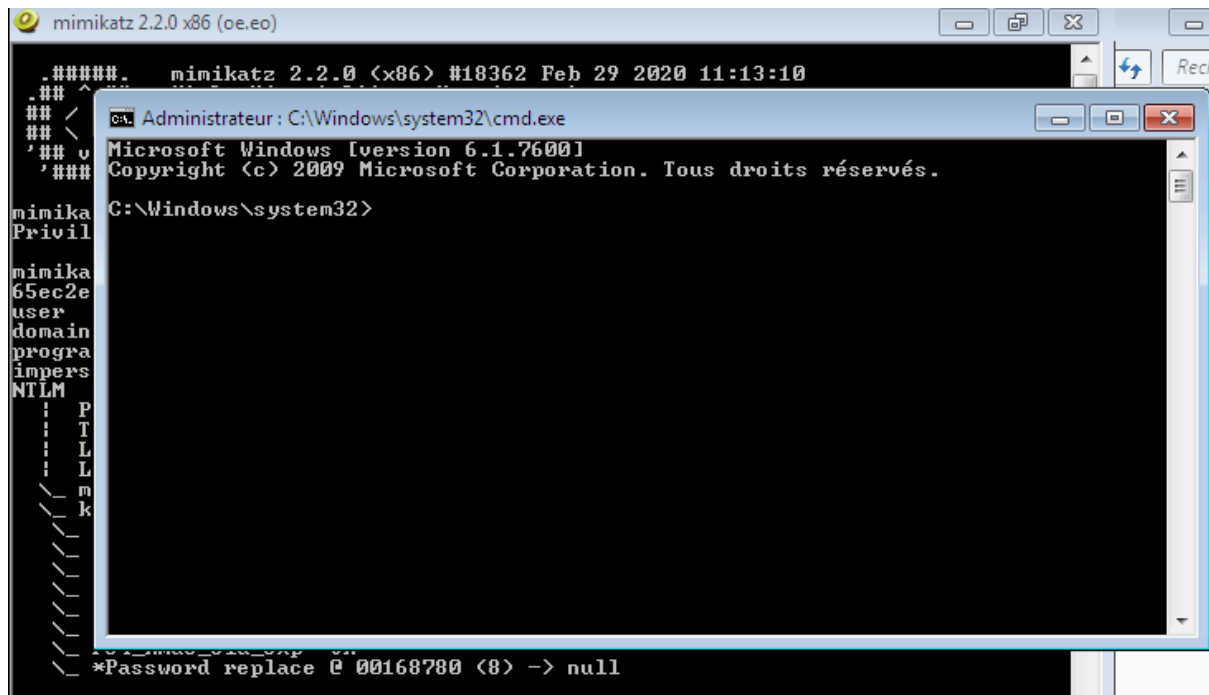 mimikatz 2.2.0 x86 (oe.eo)
.#####.   mimikatz 2.2.0 (x86) #18362 Feb 29 2020 11:13:10
.## ^
## /
## \
'## v
'###
Rec
Administrateur : C:\Windows\system32\cmd.exe
Microsoft Windows [version 6.1.7600]
Copyright (c) 2009 Microsoft Corporation. Tous droits réservés.
C:\Windows\system32>
mimika
Privil
mimika
65ec2e
user
domain
progra
impers
NTLM
¦  P
¦  T
¦  L
¦  L
\_ m
\_ k
\_
\_
\_
\_
\_
\_
\_
\_ *Password replace @ 00168780 (8) -> null